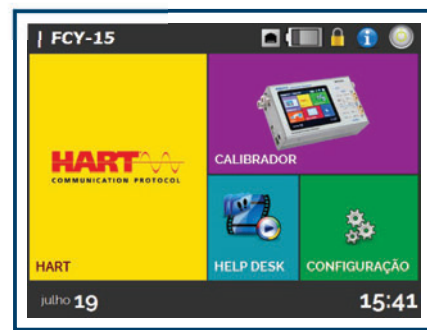 | FCY-15
HART
COMMUNICATION PROTOCOL
HART
CALIBRADOR
HELP DESK
CONFIGURAÇÃO
julho 19
15:41